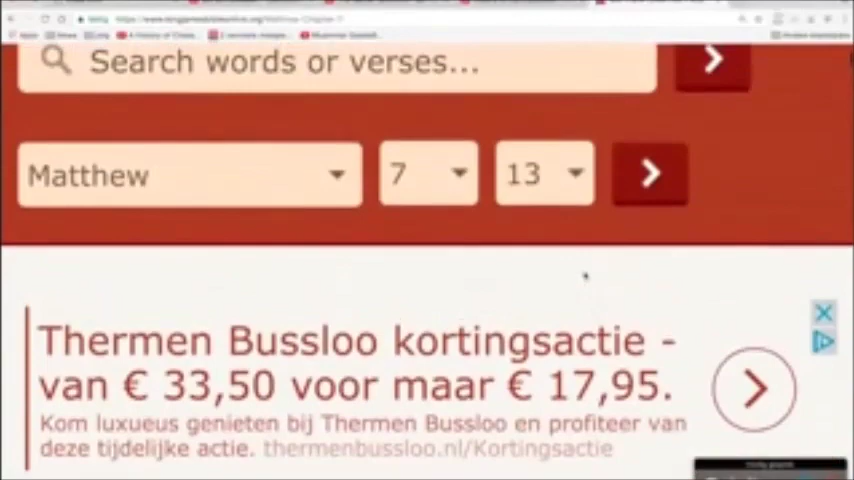 Search words or verses...
Matthew
7
13
Thermen Bussloo kortingsactie -
van € 33,50 voor maar € 17,95.
Kom luxueus genieten bij Thermen Bussloo en profiteer van
deze tijdelijke actie. thermenbussloo.nl/Kortingsactie